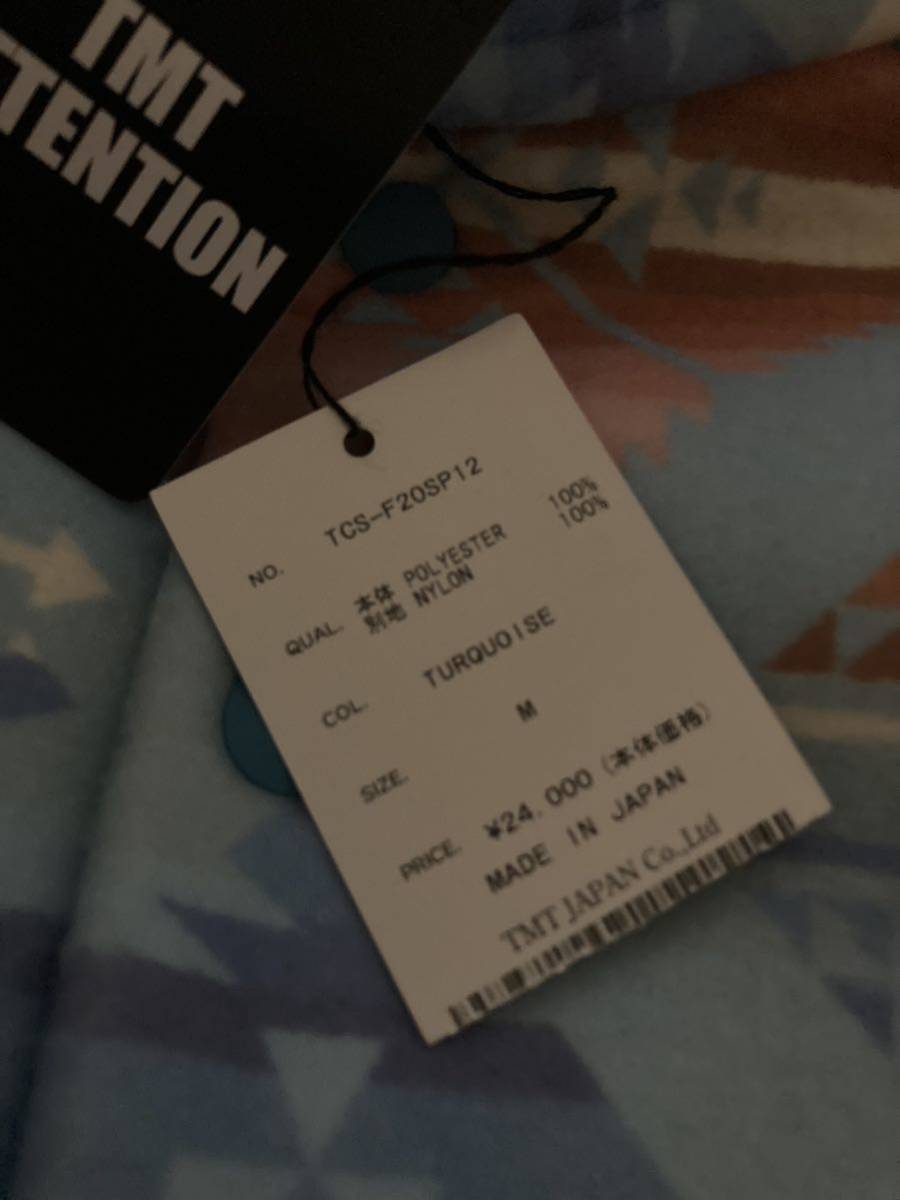 TMT
TTENTION
NO. TCS-F20SP12
QUAL. 本体 POLYESTER 100%
別地 NYLON 100%
COL. TURQUOISE
SIZE. M
PRICE. ¥24,000 (本体価格)
MADE IN JAPAN
TMT JAPAN Co.,Ltd